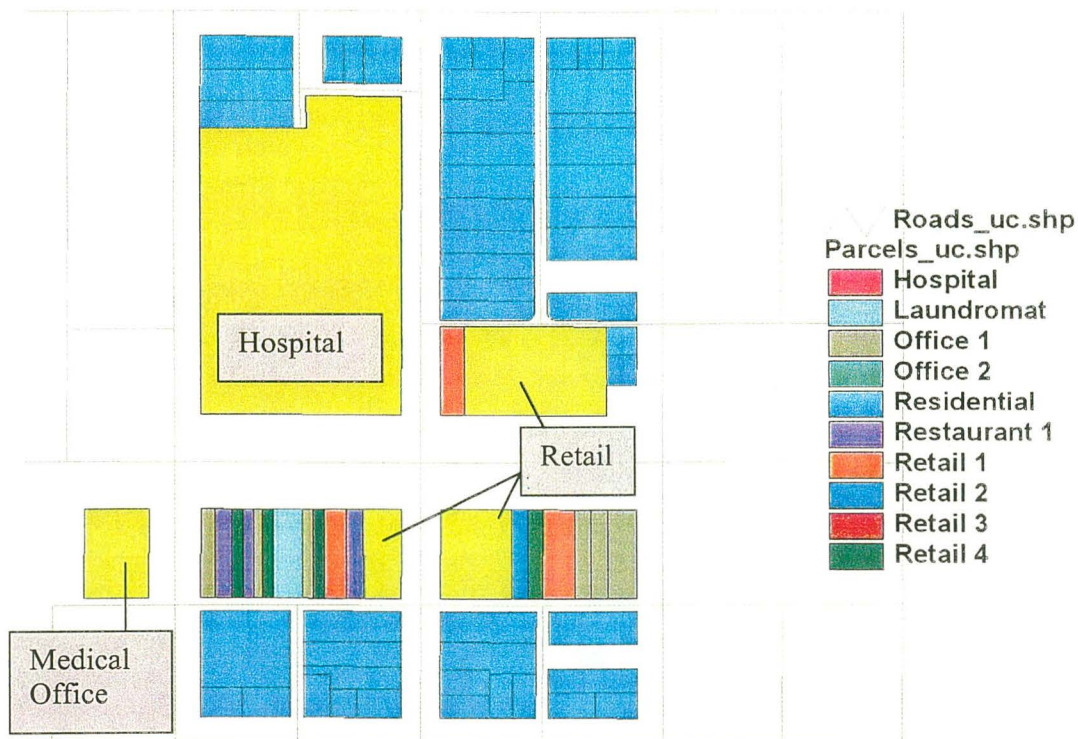 Hospital
Retail
Medical
Office
Roads_uc.shp
Parcels_uc.shp
Hospital
Laundromat
Office 1
Office 2
Residential
Restaurant 1
Retail 1
Retail 2
Retail 3
Retail 4